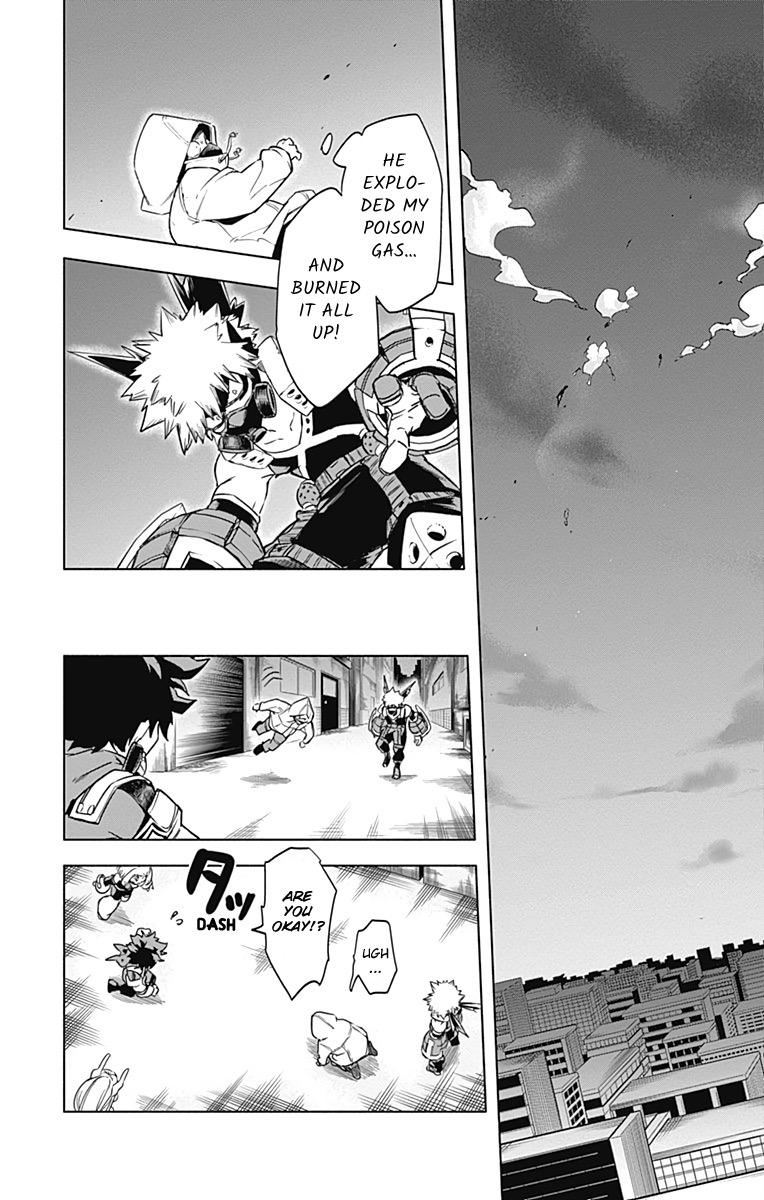 HE
EXPLO-
DED MY
POISON
GAS...
AND
BURNED
IT ALL
UP!
タッ
DASH
ARE
YOU
OKAY!?
UGH
...